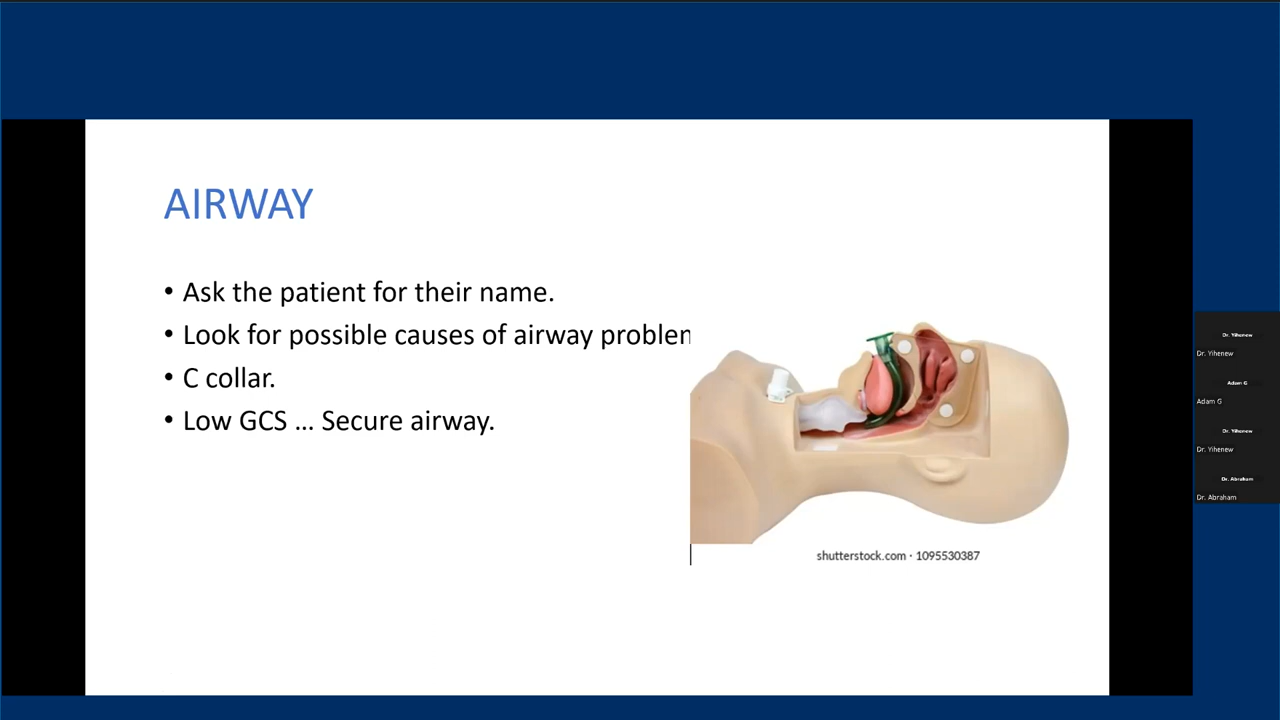 AIRWAY
• Ask the patient for their name.
• Look for possible causes of airway problen
• C collar.
• Low GCS ... Secure airway.
shutterstock.com · 1095530387
Dr. Yihenew
Dr. Yihenew
Adam G
Adam G
Dr. Yihenew
Dr. Yihenew
Dr. Abraham
Dr. Abraham